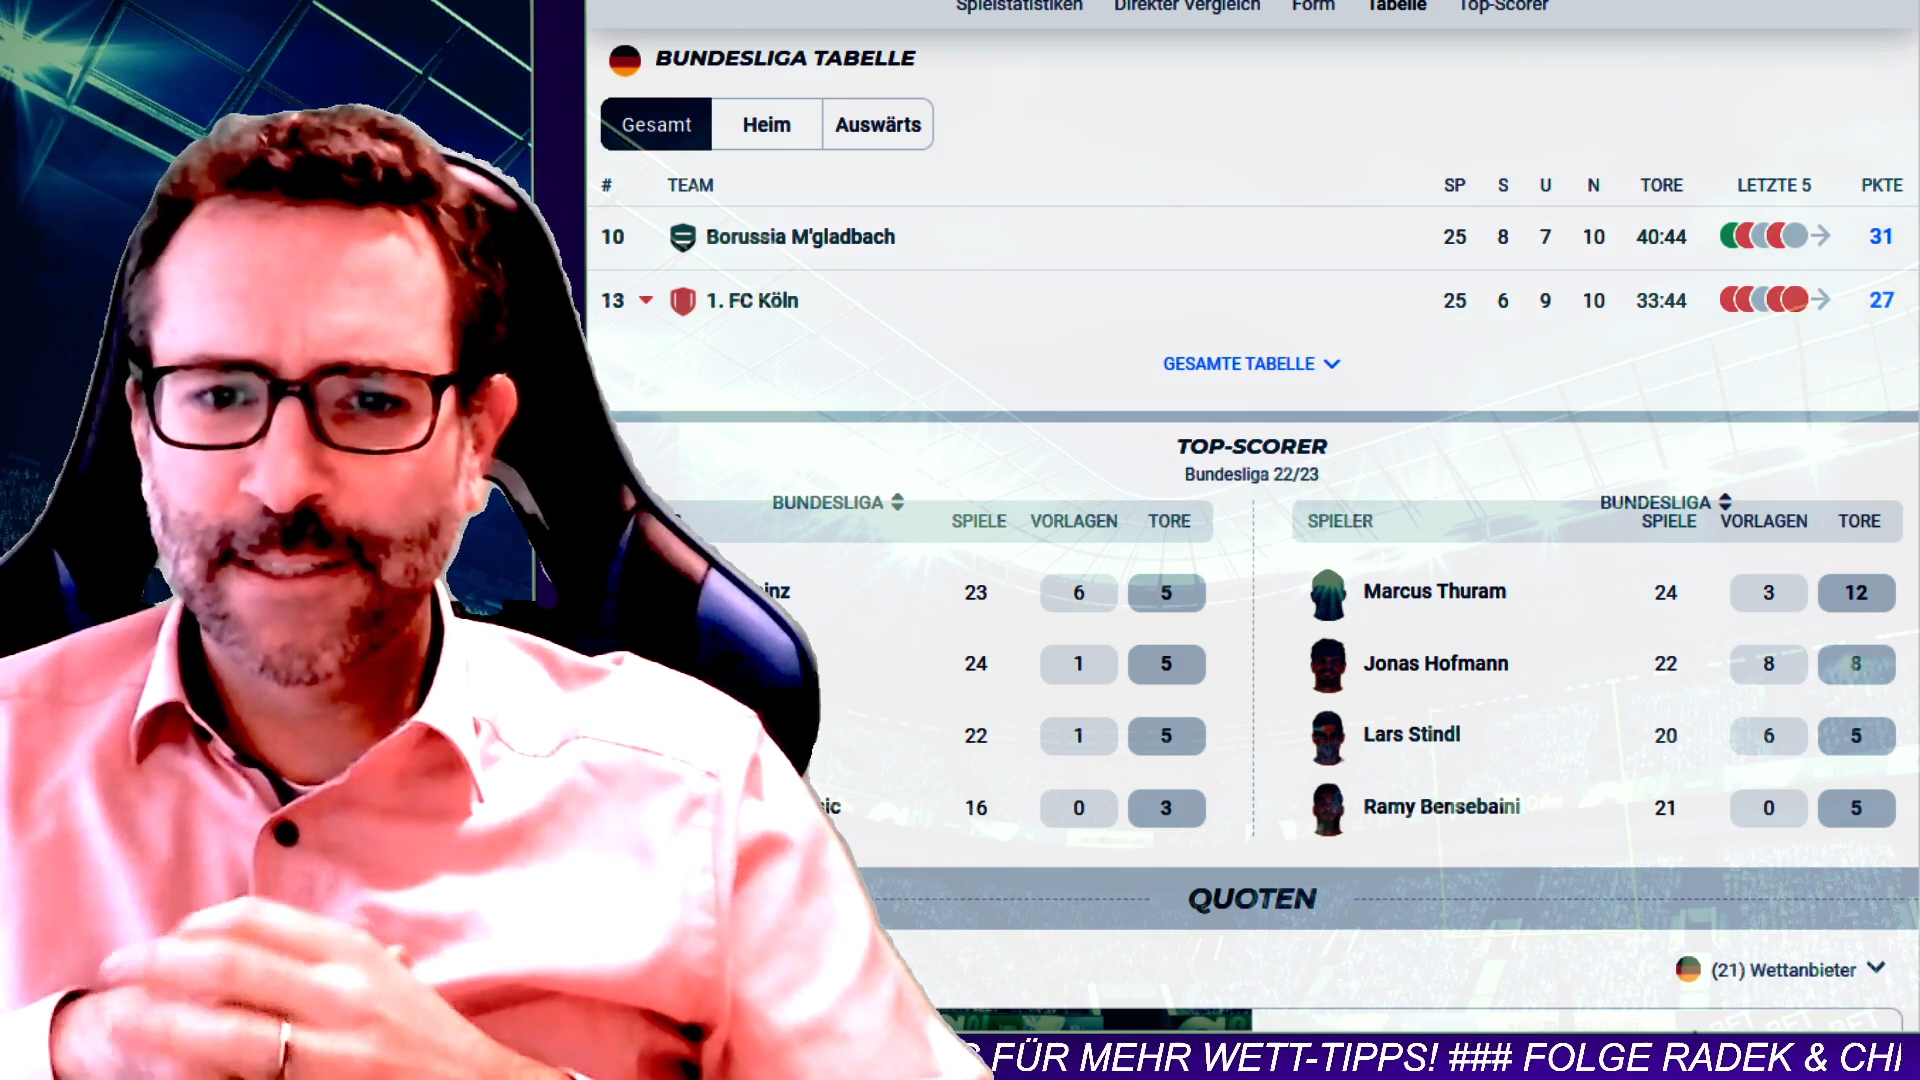 Spielstatistiken Direkter Vergleich Form Tabelle Top-Scorer
BUNDESLIGA TABELLE
Gesamt Heim Auswärts
# TEAM SP S U N TORE LETZTE 5 PKTE
10 Borussia M'gladbach 25 8 7 10 40:44 31
13 1. FC Köln 25 6 9 10 33:44 27
GESAMTE TABELLE
TOP-SCORER
Bundesliga 22/23
BUNDESLIGA BUNDESLIGA
SPIELE VORLAGEN TORE SPIELER SPIELE VORLAGEN TORE
inz 23 6 5 Marcus Thuram 24 3 12
24 1 5 Jonas Hofmann 22 8 8
22 1 5 Lars Stindl 20 6 5
sic 16 0 3 Ramy Bensebaini 21 0 5
QUOTEN
(21) Wettanbieter
FÜR MEHR WETT-TIPPS! ### FOLGE RADEK & CHI